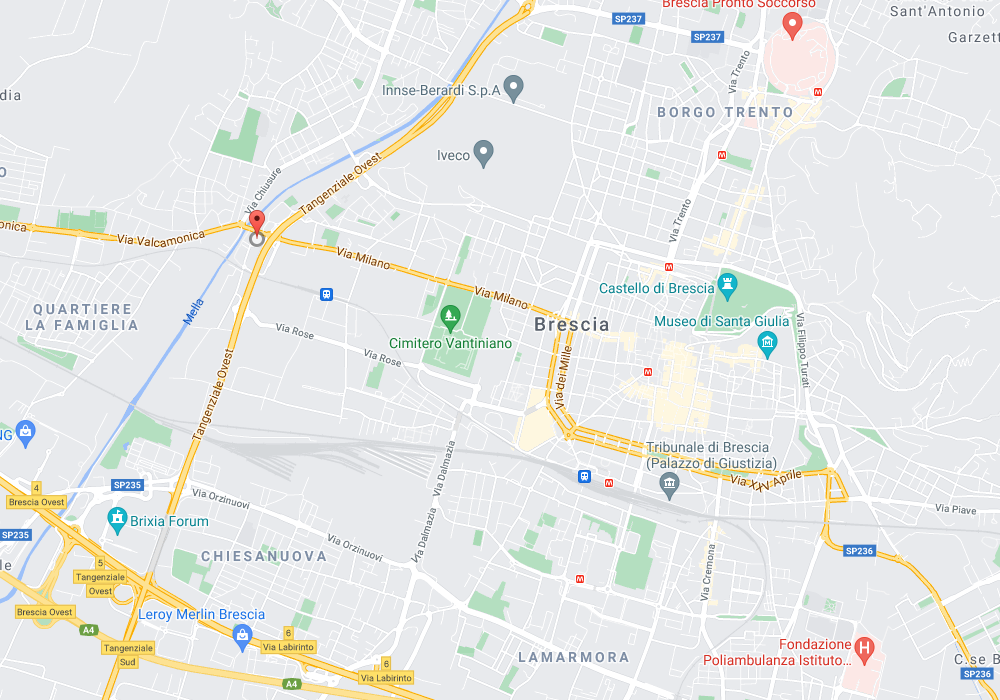 Brescia Pronto Soccorso
SP237
SP237
Sant'Antonio
Garzett
dia
Innse-Berardi S.p.A
Via Trento
M
BORGO TRENTO
Iveco
M
Tangenziale Ovest
Via Chiusure
Via Trento
onica
Via Valcamonica
Via Milano
M
Castello di Brescia
Via Milano
Mella
QUARTIERE
LA FAMIGLIA
Brescia
Museo di Santa Giulia
Via Filippo Turati
Via Rose
Cimitero Vantiniano
Via Rose
Via dei Mille
M
Tangenziale Ovest
NG
Tribunale di Brescia
(Palazzo di Giustizia)
Via Dalmazia
M
Via XXV Aprile
4
Brescia Ovest
SP235
Via Orzinuovi
Via Piave
Brixia Forum
Via Dalmazia
SP235
Via Orzinuovi
SP236
CHIESANUOVA
Via Cremona
le
5
Tangenziale
Ovest
M
Brescia Ovest
A4
Leroy Merlin Brescia
6
Via Labirinto
Tangenziale
Sud
LAMARMORA
Fondazione
Poliambulanza Istituto...
H
C.se B
SP236
6
Via Labirinto
A4